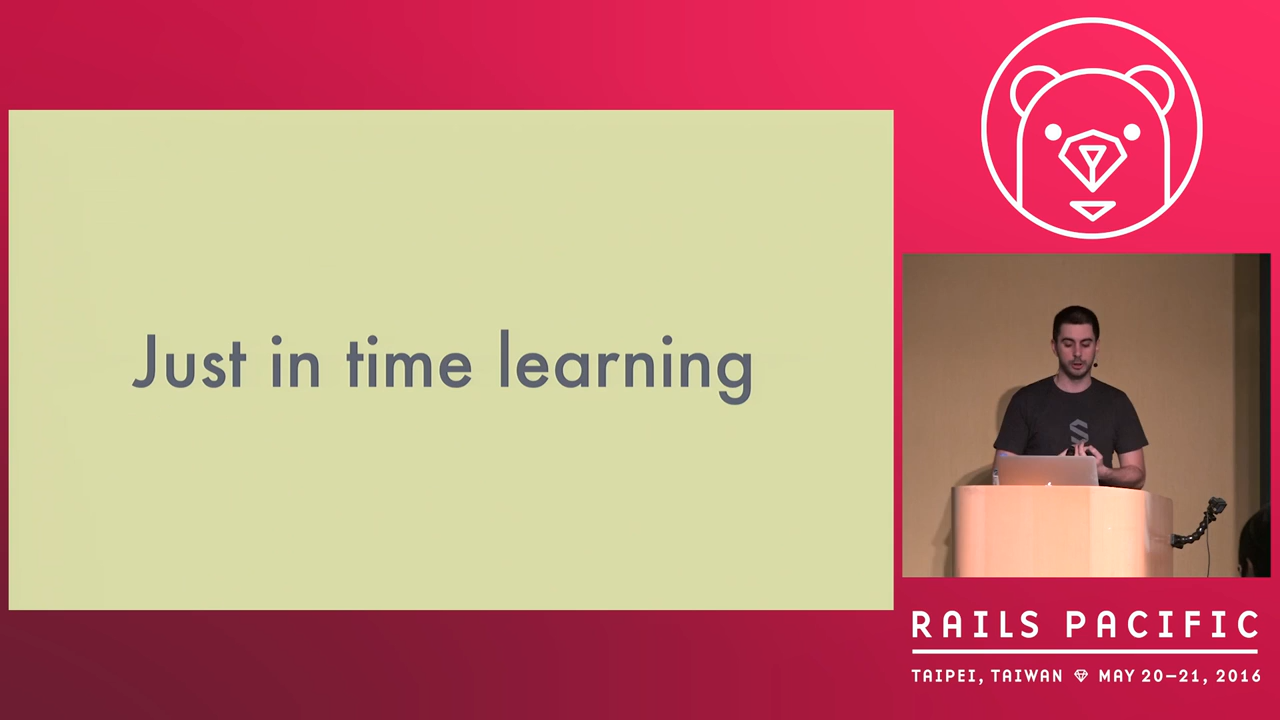 Just in time learning
S
RAILS PACIFIC
TAIPEI, TAIWAN MAY 20–21, 2016